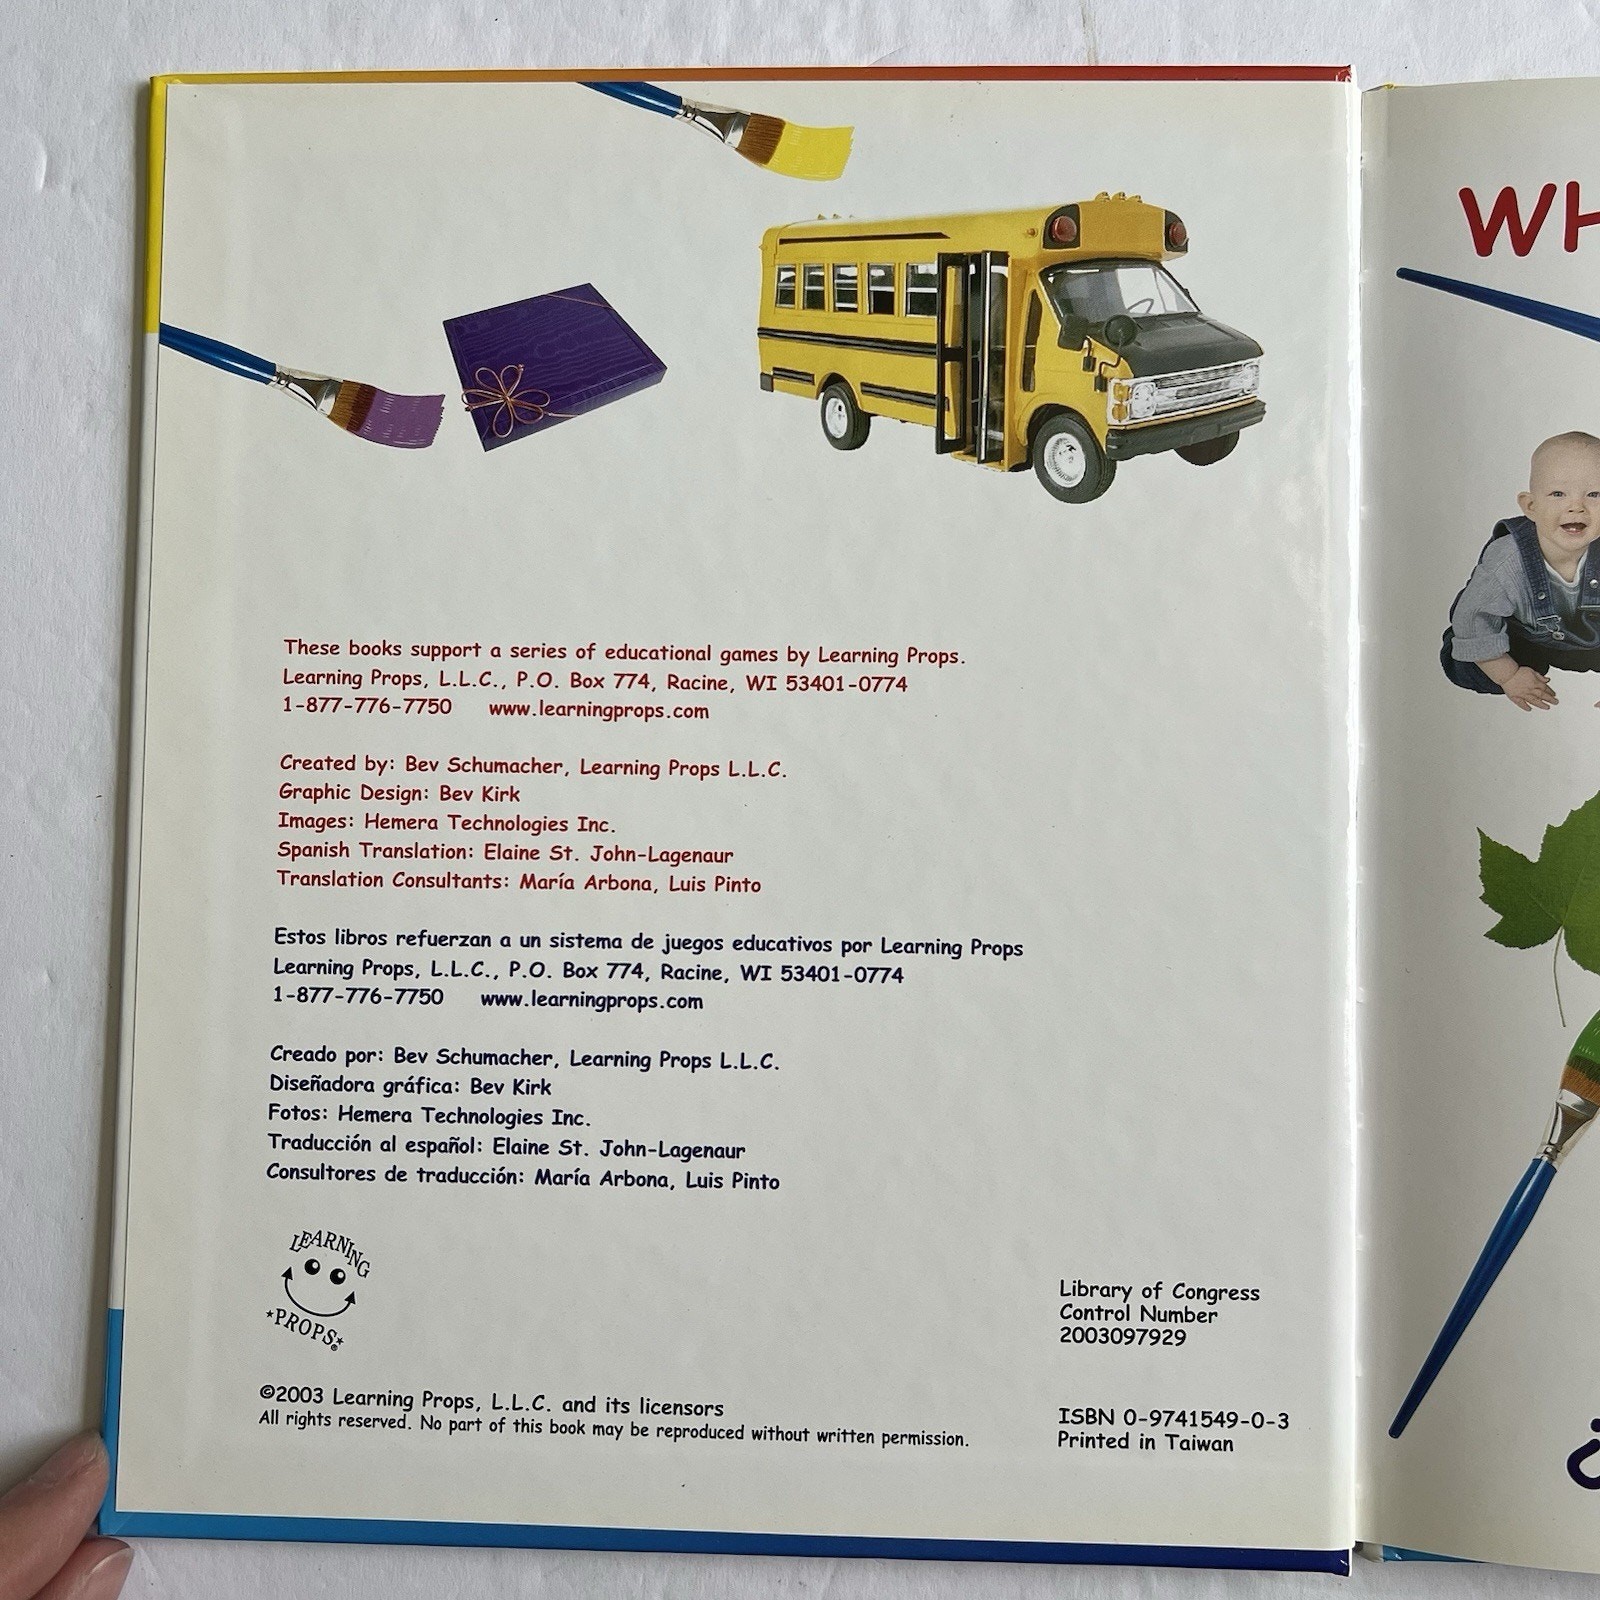 These books support a series of educational games by Learning Props.
Learning Props, L.L.C., P.O. Box 774, Racine, WI 53401-0774
1-877-776-7750 www.learningprops.com
Created by: Bev Schumacher, Learning Props L.L.C.
Graphic Design: Bev Kirk
Images: Hemera Technologies Inc.
Spanish Translation: Elaine St. John-Lagenaur
Translation Consultants: María Arbona, Luis Pinto
Estos libros refuerzan a un sistema de juegos educativos por Learning Props
Learning Props, L.L.C., P.O. Box 774, Racine, WI 53401-0774
1-877-776-7750 www.learningprops.com
Creado por: Bev Schumacher, Learning Props L.L.C.
Diseñadora gráfica: Bev Kirk
Fotos: Hemera Technologies Inc.
Traducción al español: Elaine St. John-Lagenaur
Consultores de traducción: María Arbona, Luis Pinto
LEARNING
*PROPS*®
Library of Congress
Control Number
2003097929
©2003 Learning Props, L.L.C. and its licensors
All rights reserved. No part of this book may be reproduced without written permission.
ISBN 0-9741549-0-3
Printed in Taiwan
WH
¿